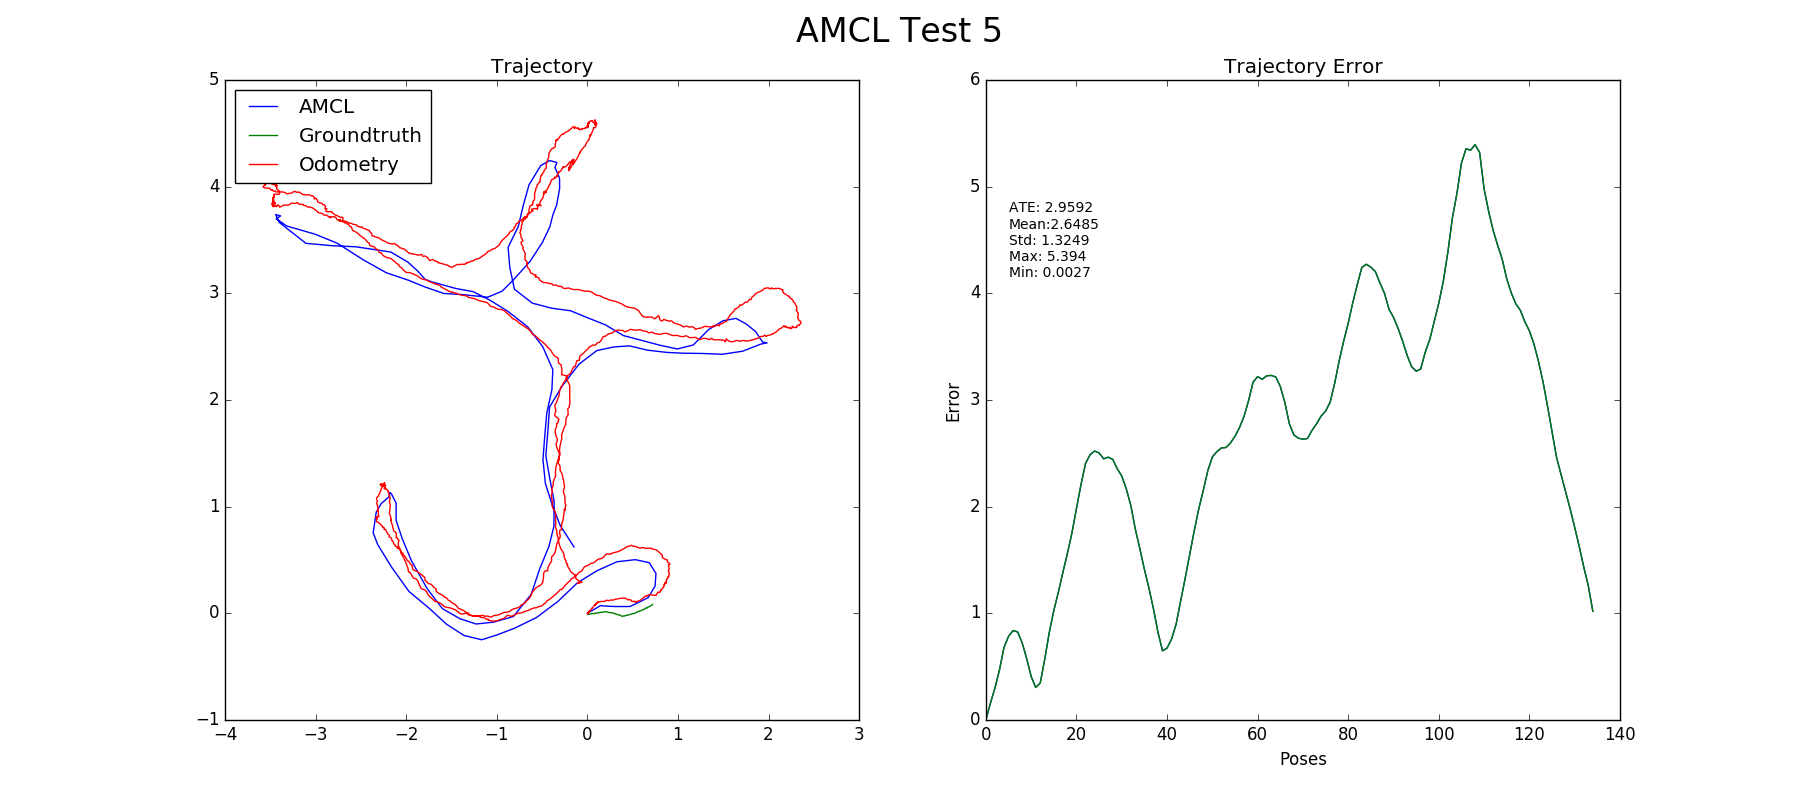 AMCL Test 5
Trajectory
5
4
3
2
1
0
−1
−4
−3
−2
−1
0
1
2
3
AMCL
Groundtruth
Odometry
Trajectory Error
6
5
4
3
2
1
0
Error
ATE: 2.9592
Mean:2.6485
Std: 1.3249
Max: 5.394
Min: 0.0027
0
20
40
60
80
100
120
140
Poses